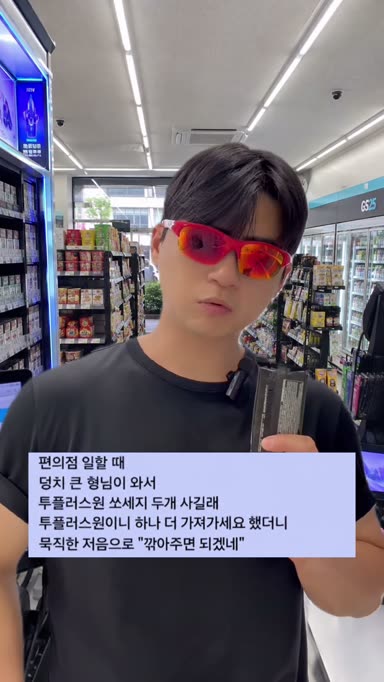 GS25
편의점 일할 때
덩치 큰 형님이 와서
투플러스원 쏘세지 두개 사길래
투플러스원이니 하나 더 가져가세요 했더니
묵직한 저음으로 "깎아주면 되겠네"